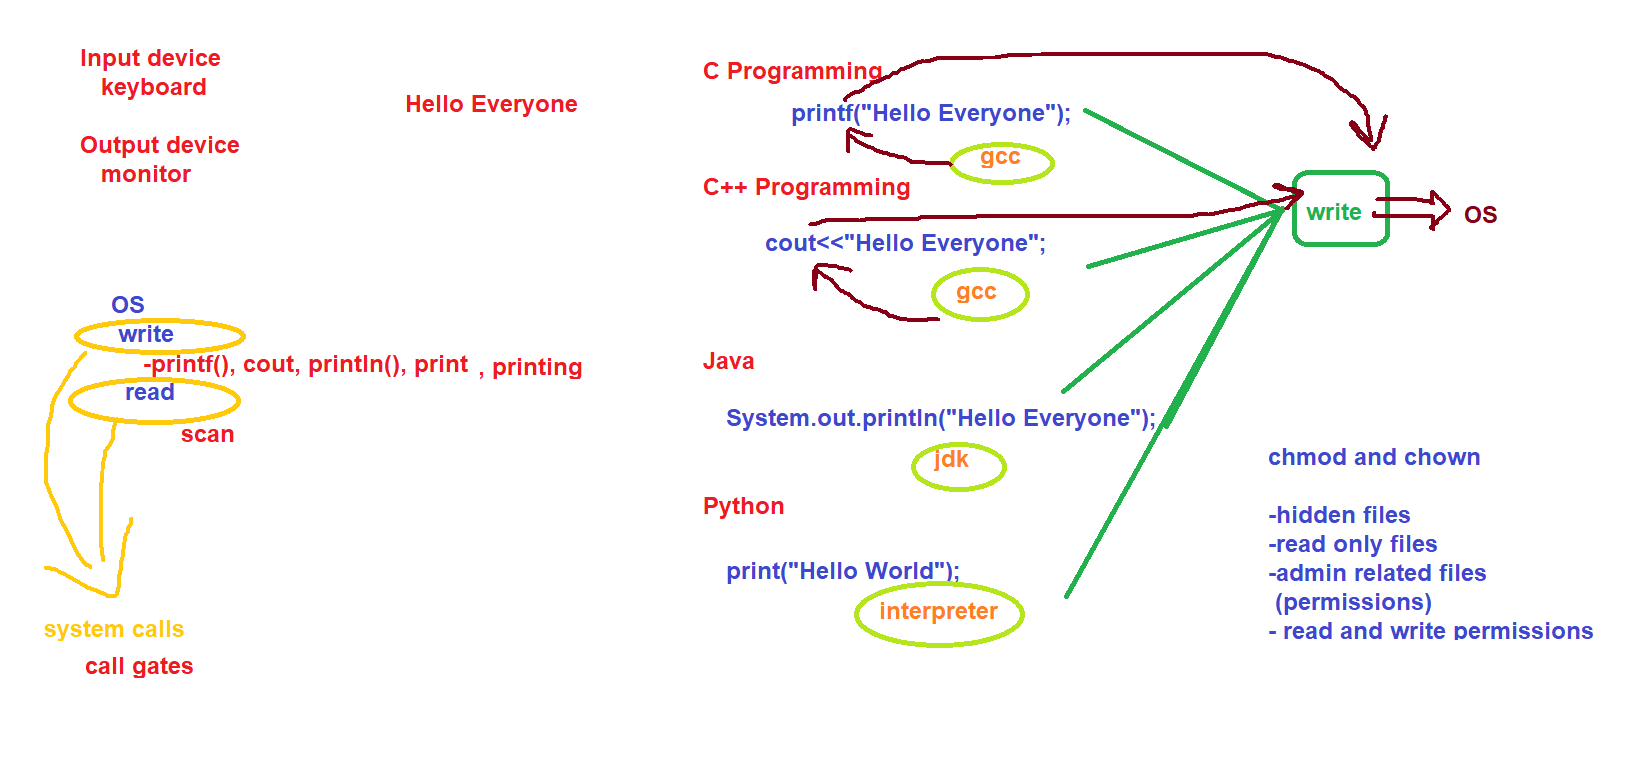 Input device
keyboard
Output device
monitor
Hello Everyone
OS
write
-printf(), cout, println(), print , printing
read
scan
system calls
call gates
C Programming
printf("Hello Everyone");
gcc
C++ Programming
cout<<"Hello Everyone";
gcc
Java
System.out.println("Hello Everyone");
jdk
Python
print("Hello World");
interpreter
write
OS
chmod and chown
-hidden files
-read only files
-admin related files
(permissions)
- read and write permissions